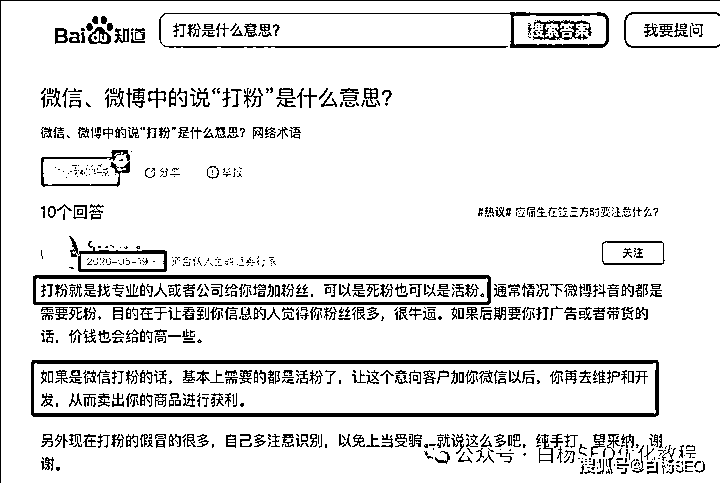 Bai du 知道
打粉是什么意思?
搜索答案
我要提问
微信、微博中的说“打粉”是什么意思?
微信、微博中的说“打粉”是什么意思? 网络术语
分享
举报
10个回答
#热议# 应届生在签三方时要注意什么?
2020-05-19
关注
打粉就是找专业的人或者公司给你增加粉丝，可以是死粉也可以是活粉。通常情况下微博抖音的都是
需要死粉，目的在于让看到你信息的人觉得你粉丝很多，很牛逼。如果后期要你打广告或者带货的
话，价钱也会给的高一些。
如果是微信打粉的话，基本上需要的都是活粉了，让这个意向客户加你微信以后，你再去维护和开
发，从而卖出你的商品进行获利。
另外现在打粉的假冒的很多，自己多注意识别，以免上当受骗。就说这么多吧，纯手打，望采纳，谢
谢。
公众号·白杨SEO优化教程
搜狐号@白杨SEO